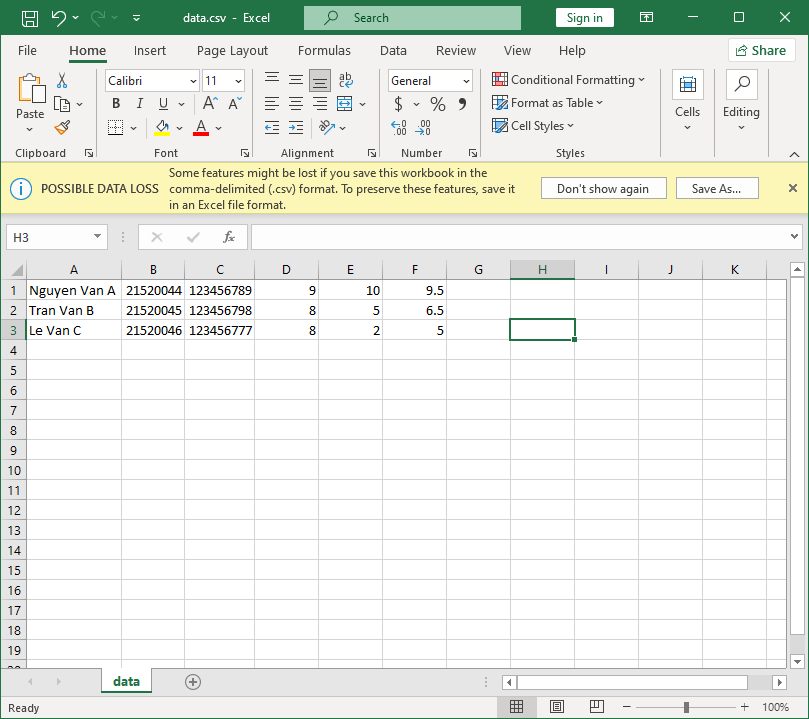 data.csv - Excel
Search
Sign in
File Home Insert Page Layout Formulas Data Review View Help Share
Calibri 11
General
Conditional Formatting
Format as Table
Cell Styles
Paste
B I U A A
$ % 9
.00 .00
Cells
Editing
Clipboard Font Alignment Number Styles
POSSIBLE DATA LOSS
Some features might be lost if you save this workbook in the
comma-delimited (.csv) format. To preserve these features, save it
in an Excel file format.
Don't show again
Save As...
H3
fx
A B C D E F G H I J K
1 Nguyen Van A 21520044 123456789 9 10 9.5
2 Tran Van B 21520045 123456798 8 5 6.5
3 Le Van C 21520046 123456777 8 2 5
4
5
6
7
8
9
10
11
12
13
14
15
16
17
18
19
data
Ready
100%